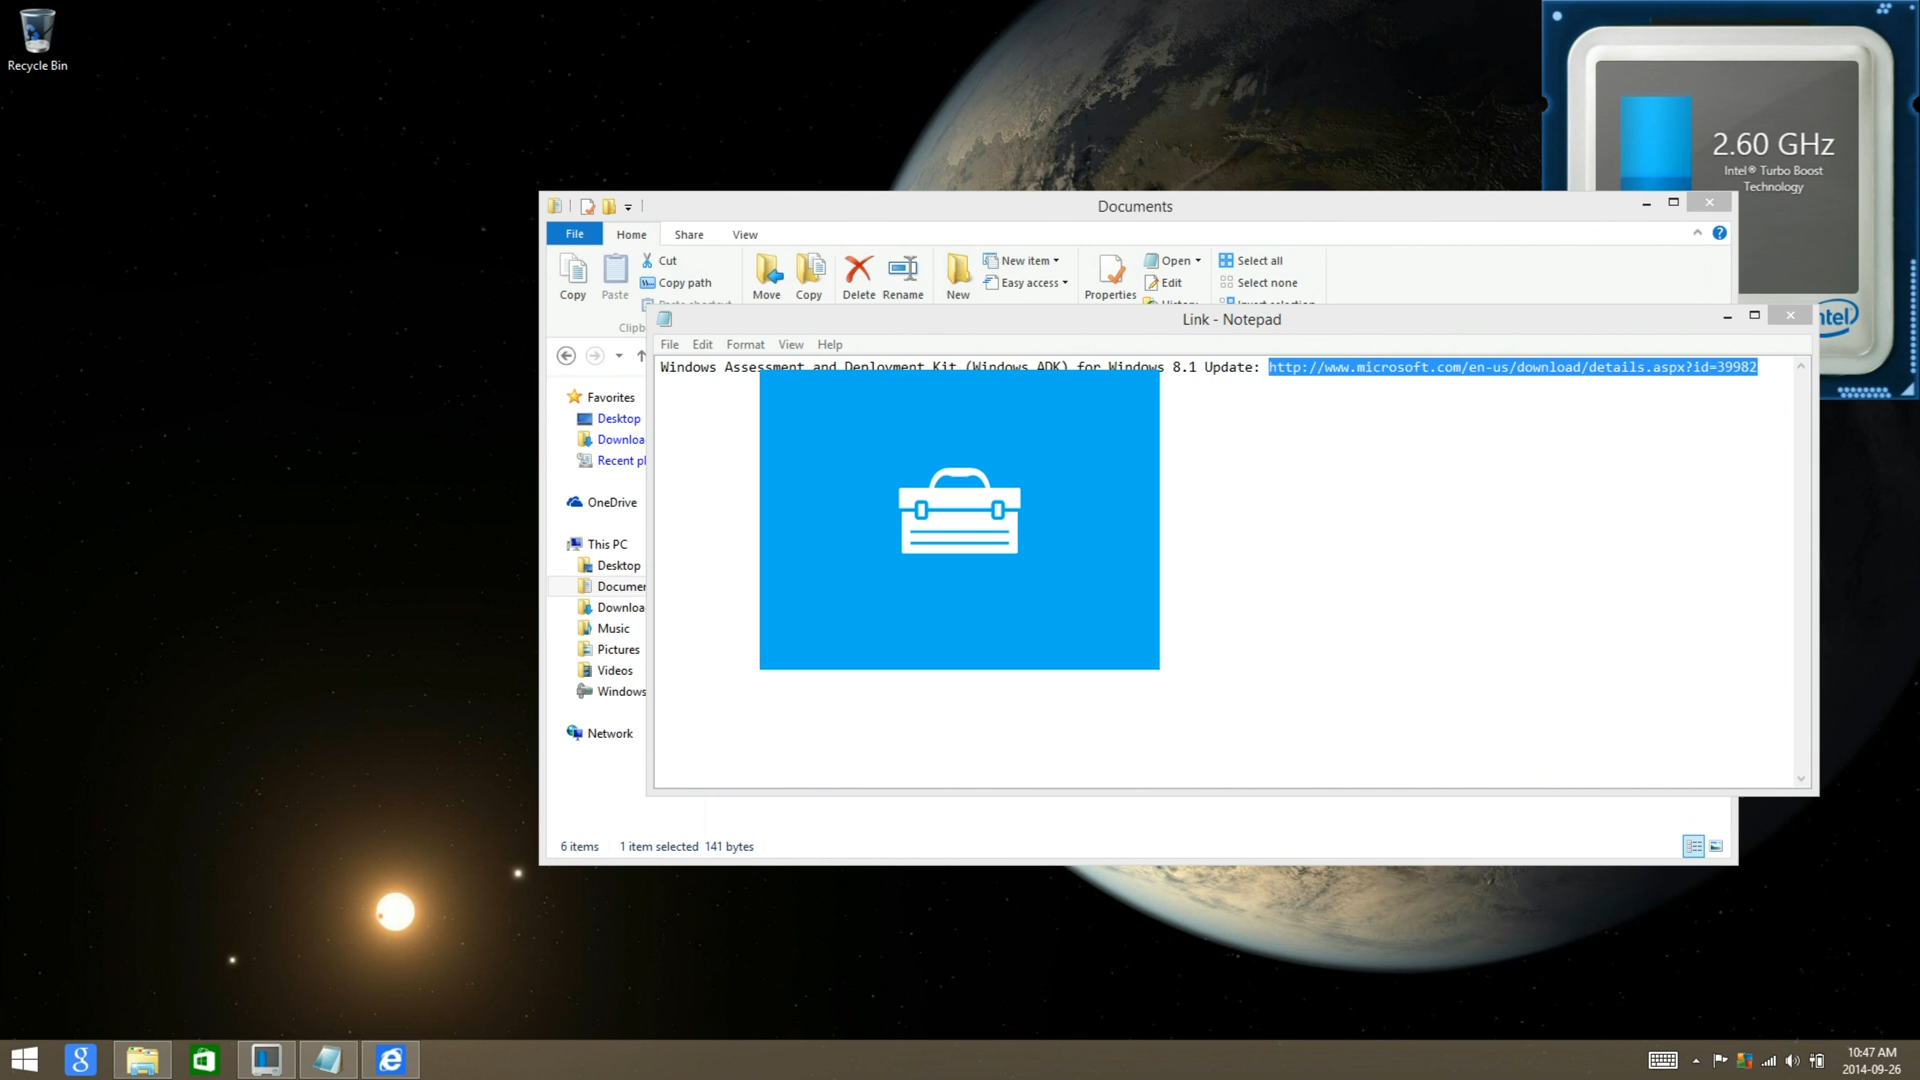 Recycle Bin
2.60 GHz
Intel® Turbo Boost
Technology
Documents
File Home Share View
Cut
Copy path
Copy Paste
Move Copy Delete Rename
New
New item
Easy access
Properties
Open
Edit
History
Select all
Select none
Invert selection
Paste shortcut
Clipb
ntel
Link - Notepad
File Edit Format View Help
Windows Assessment and Deployment Kit (Windows ADK) for Windows 8.1 Update: http://www.microsoft.com/en-us/download/details.aspx?id=39982
Favorites
Desktop
Downloa
Recent pl
OneDrive
This PC
Desktop
Documen
Downloa
Music
Pictures
Videos
Windows
Network
6 items 1 item selected 141 bytes
10:47 AM
2014-09-26